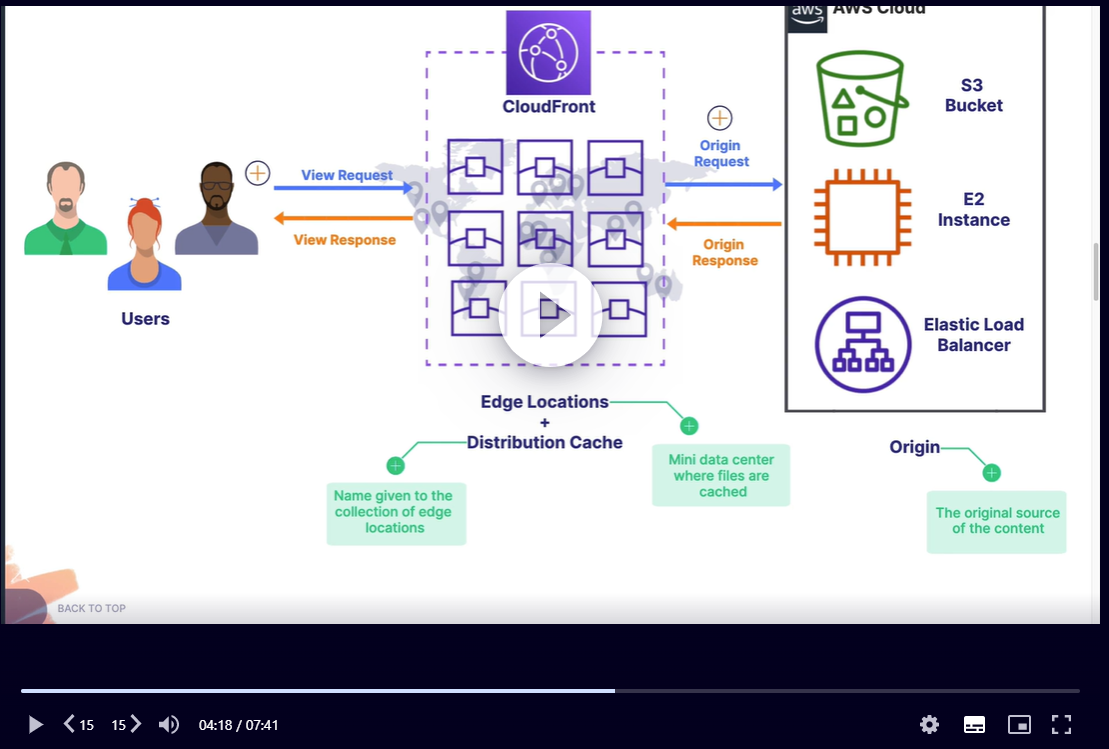 aws
AWS Cloud
CloudFront
S3
Bucket
Origin
Request
View Request
E2
Instance
View Response
Origin
Response
Users
Elastic Load
Balancer
Edge Locations
+
Distribution Cache
Origin
Mini data center
where files are
cached
Name given to the
collection of edge
locations
The original source
of the content
BACK TO TOP
15
15
04:18 / 07:41